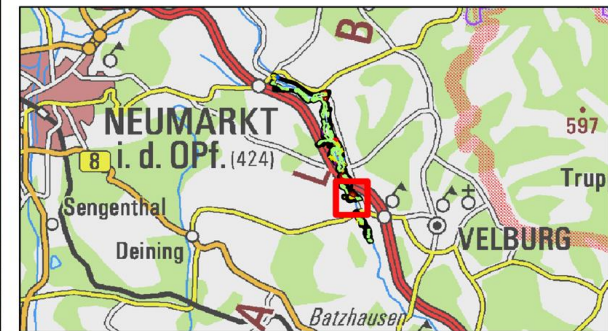 B
NEUMARKT
597
8 i. d. OPf. (424)
L
Trup
Sengenthal
VELBURG
Deining
A
Batzhausen